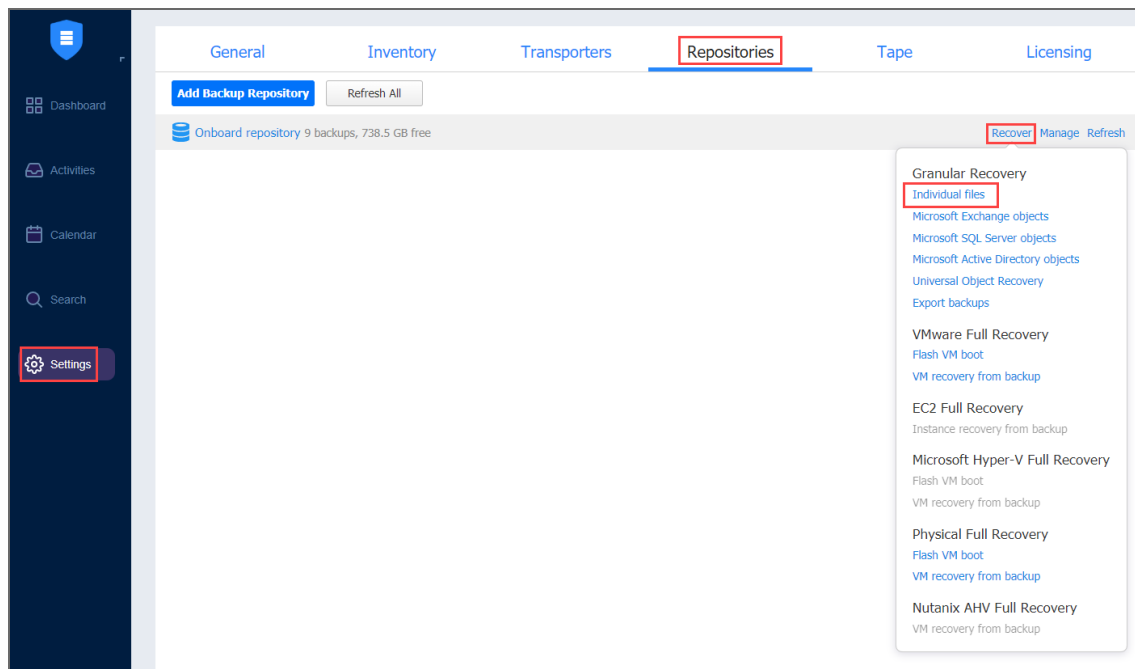 General Inventory Transporters Repositories Tape Licensing
Add Backup Repository Refresh All
Dashboard
Onboard repository 9 backups, 738.5 GB free Recover Manage Refresh
Activities
Calendar
Search
Settings
Granular Recovery
Individual files
Microsoft Exchange objects
Microsoft SQL Server objects
Microsoft Active Directory objects
Universal Object Recovery
Export backups
VMware Full Recovery
Flash VM boot
VM recovery from backup
EC2 Full Recovery
Instance recovery from backup
Microsoft Hyper-V Full Recovery
Flash VM boot
VM recovery from backup
Physical Full Recovery
Flash VM boot
VM recovery from backup
Nutanix AHV Full Recovery
VM recovery from backup